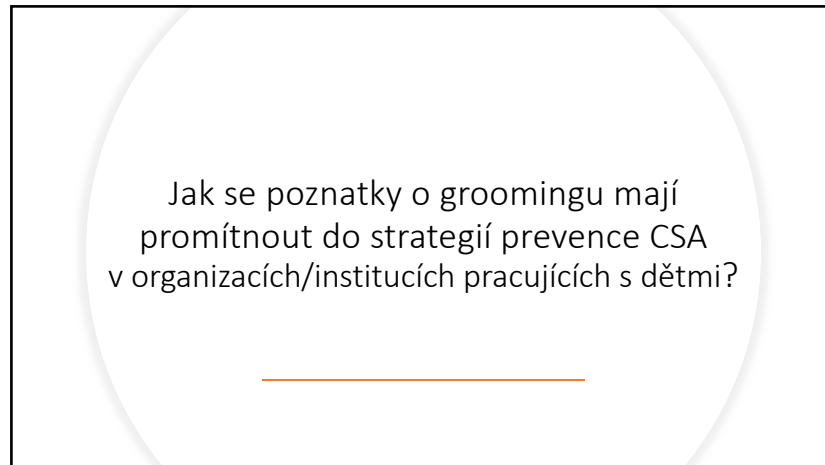 Jak se poznatky o groomingu mají
promítnout do strategií prevence CSA
v organizacích/institucích pracujících s dětmi?